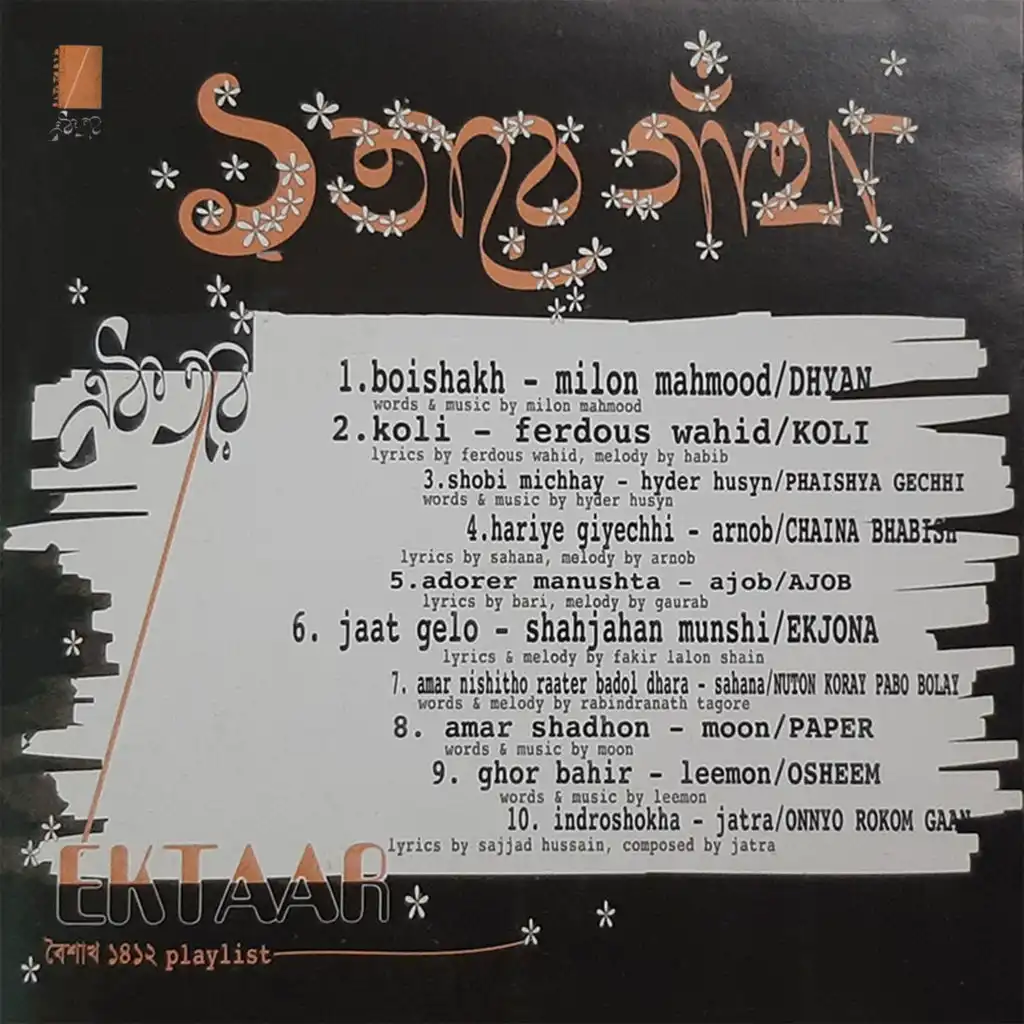 ১তারে গাঁথা
একতার
1.boishakh - milon mahmood/DHYAN
words & music by milon mahmood
2.koli - ferdous wahid/KOLI
lyrics by ferdous wahid, melody by habib
3.shobi michhay - hyder husyn/PHAISHYA GECHHI
words & music by hyder husyn
4.hariye giyechhi - arnob/CHAINA BHABISH
lyrics by sahana, melody by arnob
5.adorer manushta - ajob/AJOB
lyrics by bari, melody by gaurab
6. jaat gelo - shahjahan munshi/EKJONA
lyrics & melody by fakir lalon shain
7. amar nishitho raater badol dhara - sahana/NUTON KORAY PABO BOLAY
words & melody by rabindranath tagore
8. amar shadhon - moon/PAPER
words & music by moon
9. ghor bahir - leemon/OSHEEM
words & music by leemon
10. indroshokha - jatra/ONNYO ROKOM GAAN
lyrics by sajjad hussain, composed by jatra
EKTAAR
বৈশাখ ১৪১২ playlist